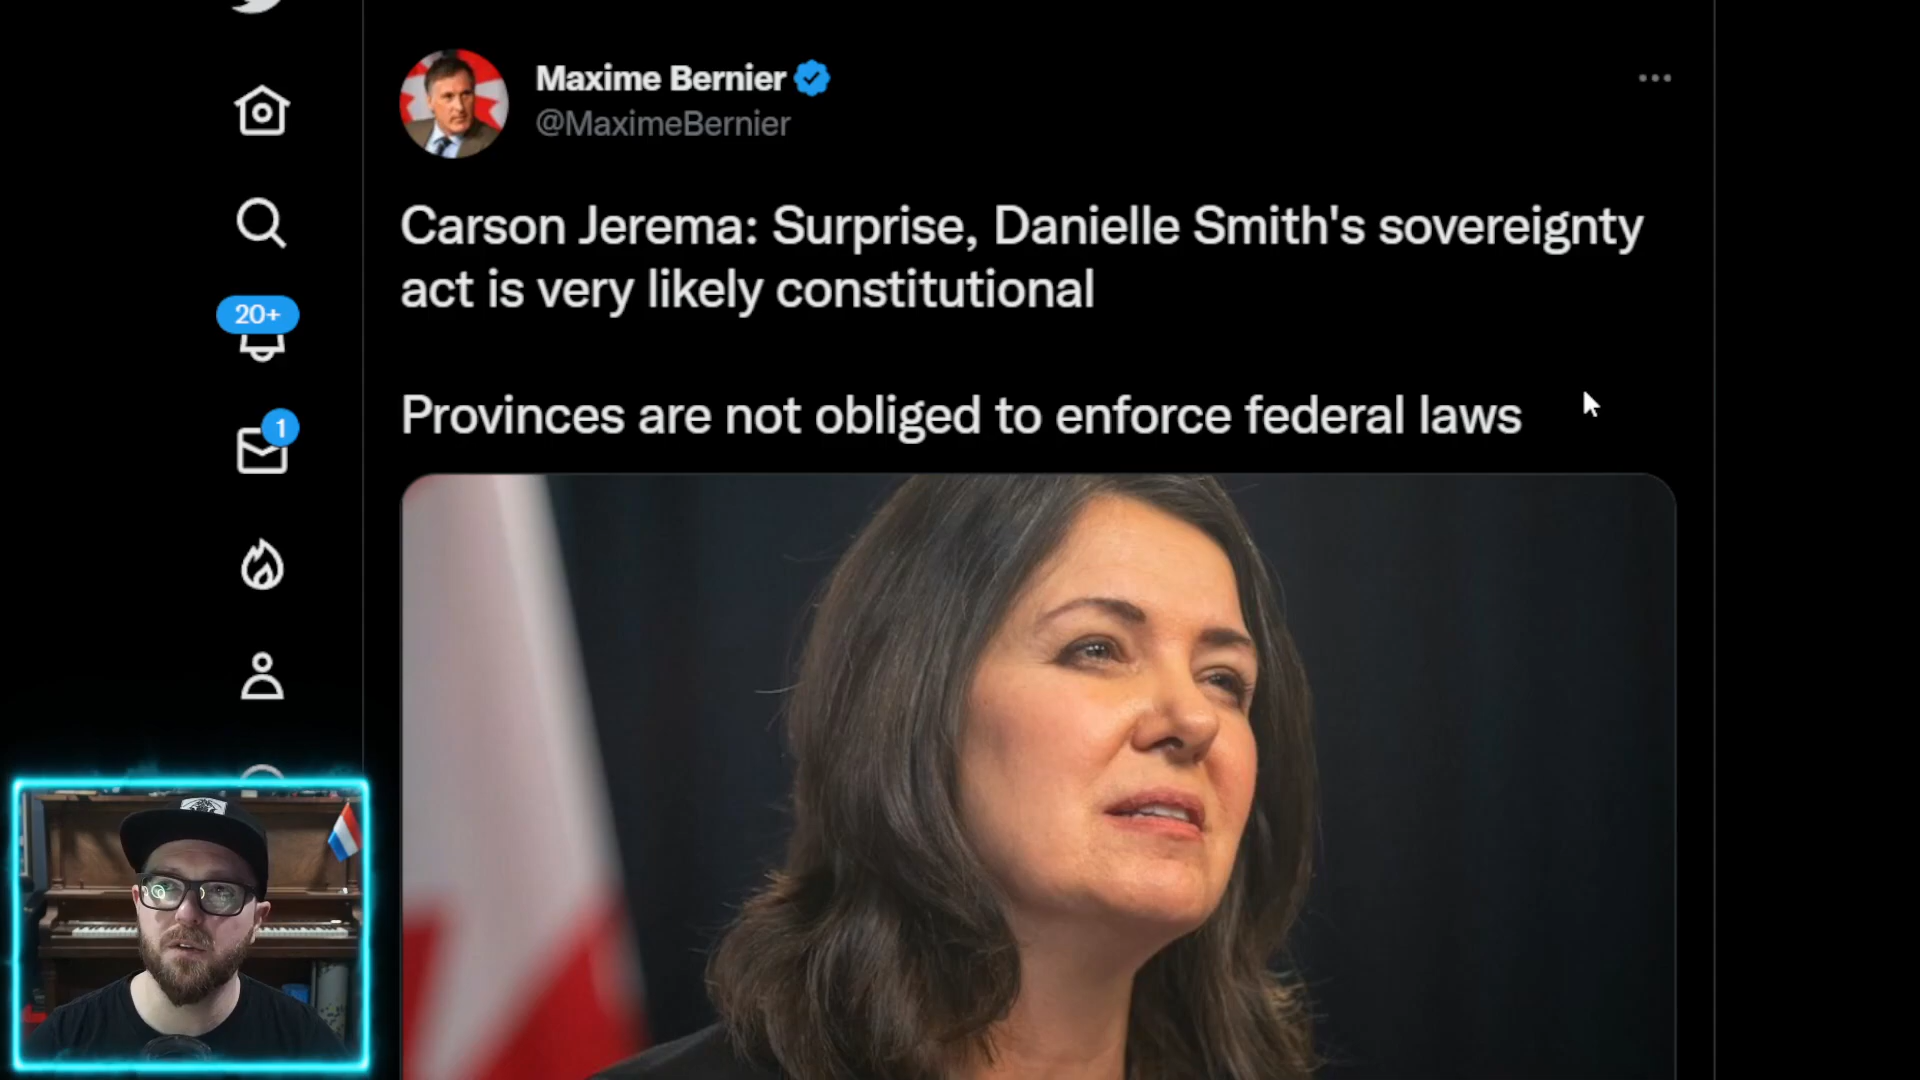 Maxime Bernier
@MaximeBernier
Carson Jerema: Surprise, Danielle Smith's sovereignty
act is very likely constitutional
Provinces are not obliged to enforce federal laws
20+
1